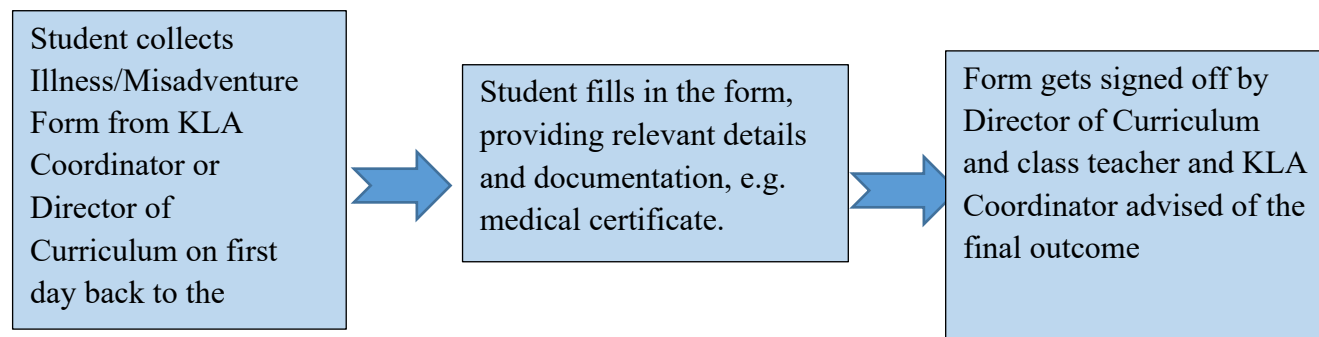 Student collects
Illness/Misadventure
Form from KLA
Coordinator or
Director of
Curriculum on first
day back to the
Student fills in the form,
providing relevant details
and documentation, e.g.
medical certificate.
Form gets signed off by
Director of Curriculum
and class teacher and KLA
Coordinator advised of the
final outcome